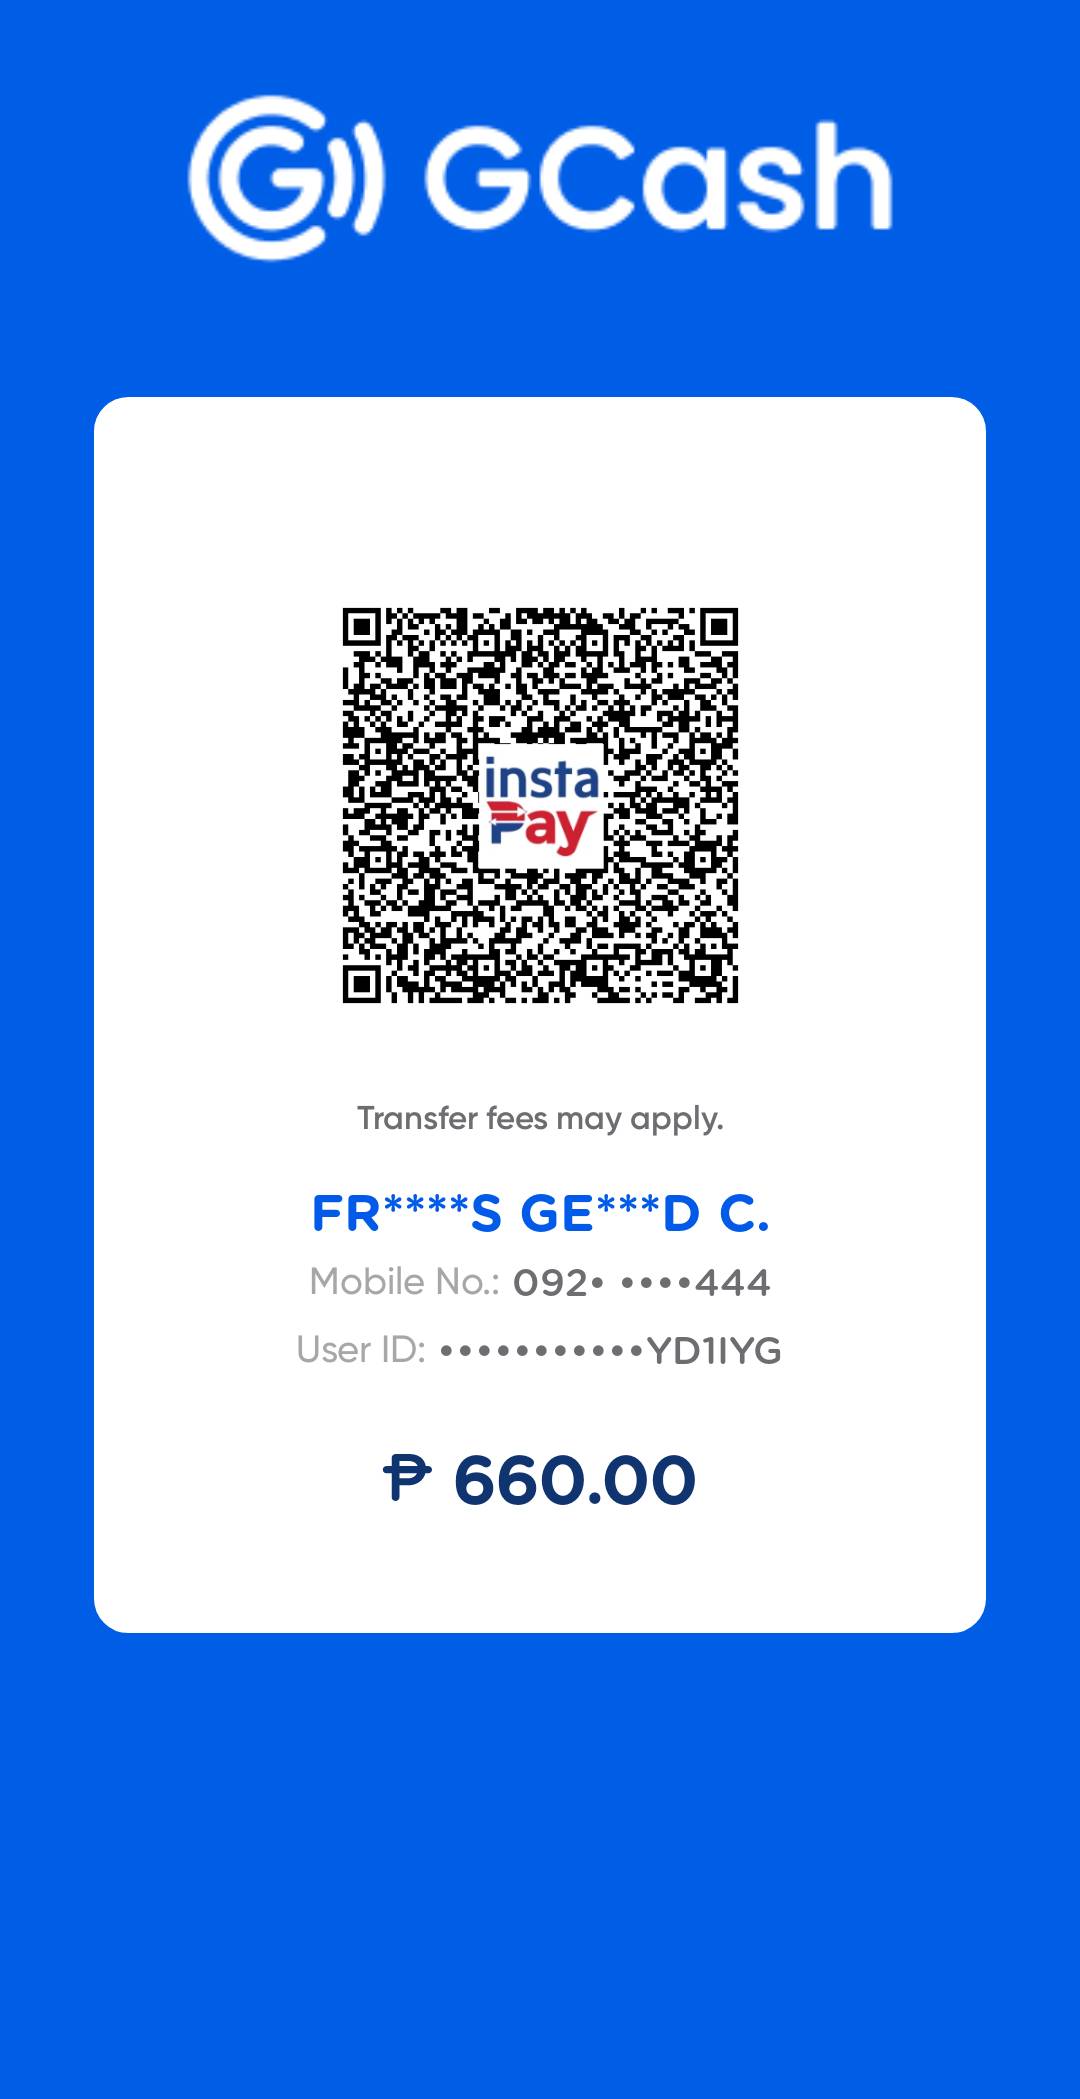 GCash
insta
Pay
Transfer fees may apply.
FR****S GE***D C.
Mobile No.: 092• ••••444
User ID: •••••••••••YD1IYG
₱ 660.00